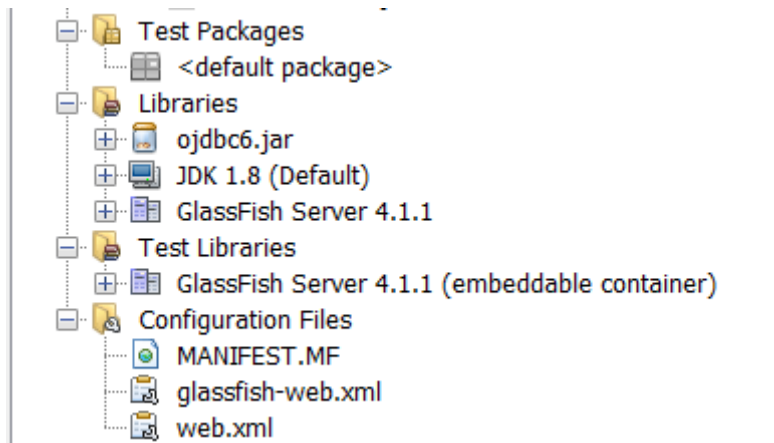 Test Packages
<default package>
Libraries
ojdbc6.jar
JDK 1.8 (Default)
GlassFish Server 4.1.1
Test Libraries
GlassFish Server 4.1.1 (embeddable container)
Configuration Files
MANIFEST.MF
glassfish-web.xml
web.xml